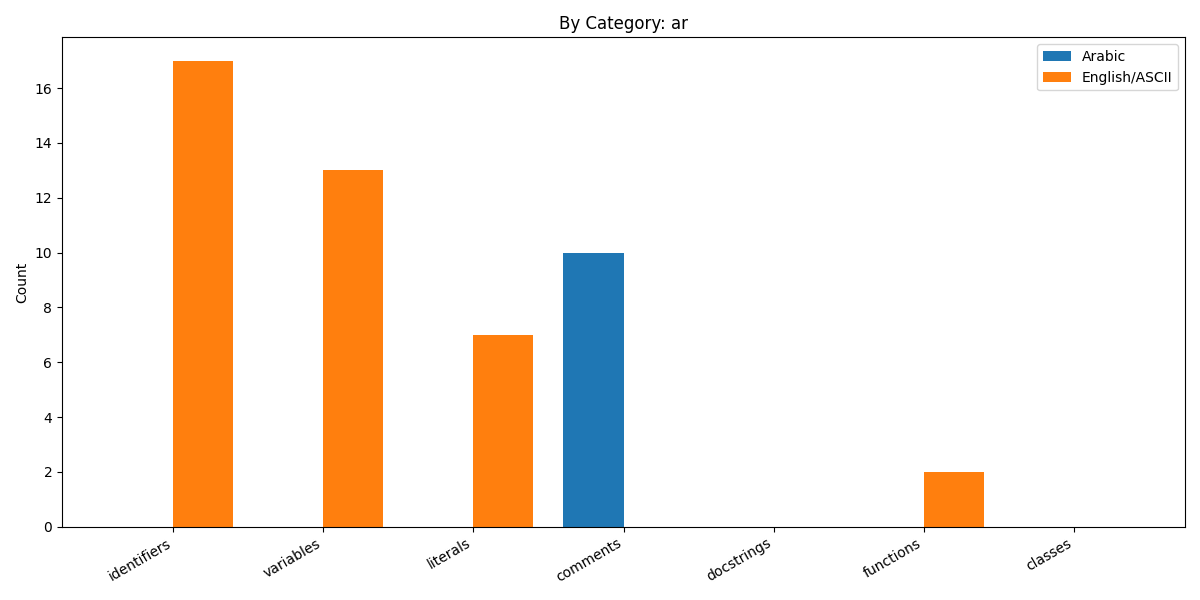 By Category: ar
Arabic
English/ASCII
Count
16
14
12
10
8
6
4
2
0
identifiers
variables
literals
comments
docstrings
functions
classes